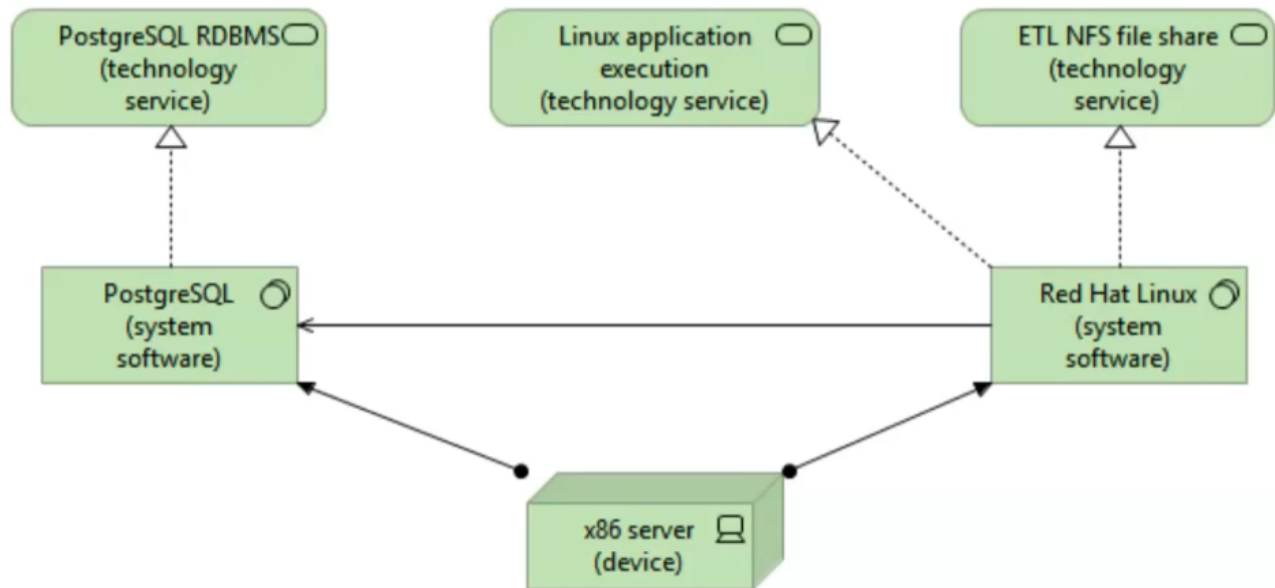 PostgreSQL RDBMS
(technology
service)
Linux application
execution
(technology service)
ETL NFS file share
(technology
service)
PostgreSQL
(system
software)
Red Hat Linux
(system
software)
x86 server
(device)